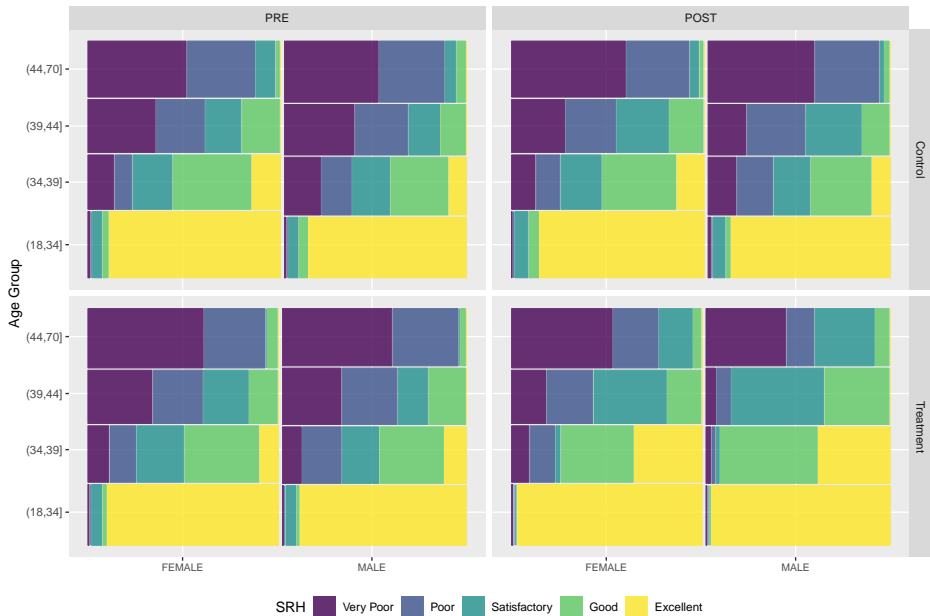 PRE
POST
(44,70]
(39,44]
(34,39]
(18,34]
Control
(44,70]
(39,44]
(34,39]
(18,34]
Treatment
Age Group
FEMALE
MALE
FEMALE
MALE
SRH
Very Poor
Poor
Satisfactory
Good
Excellent